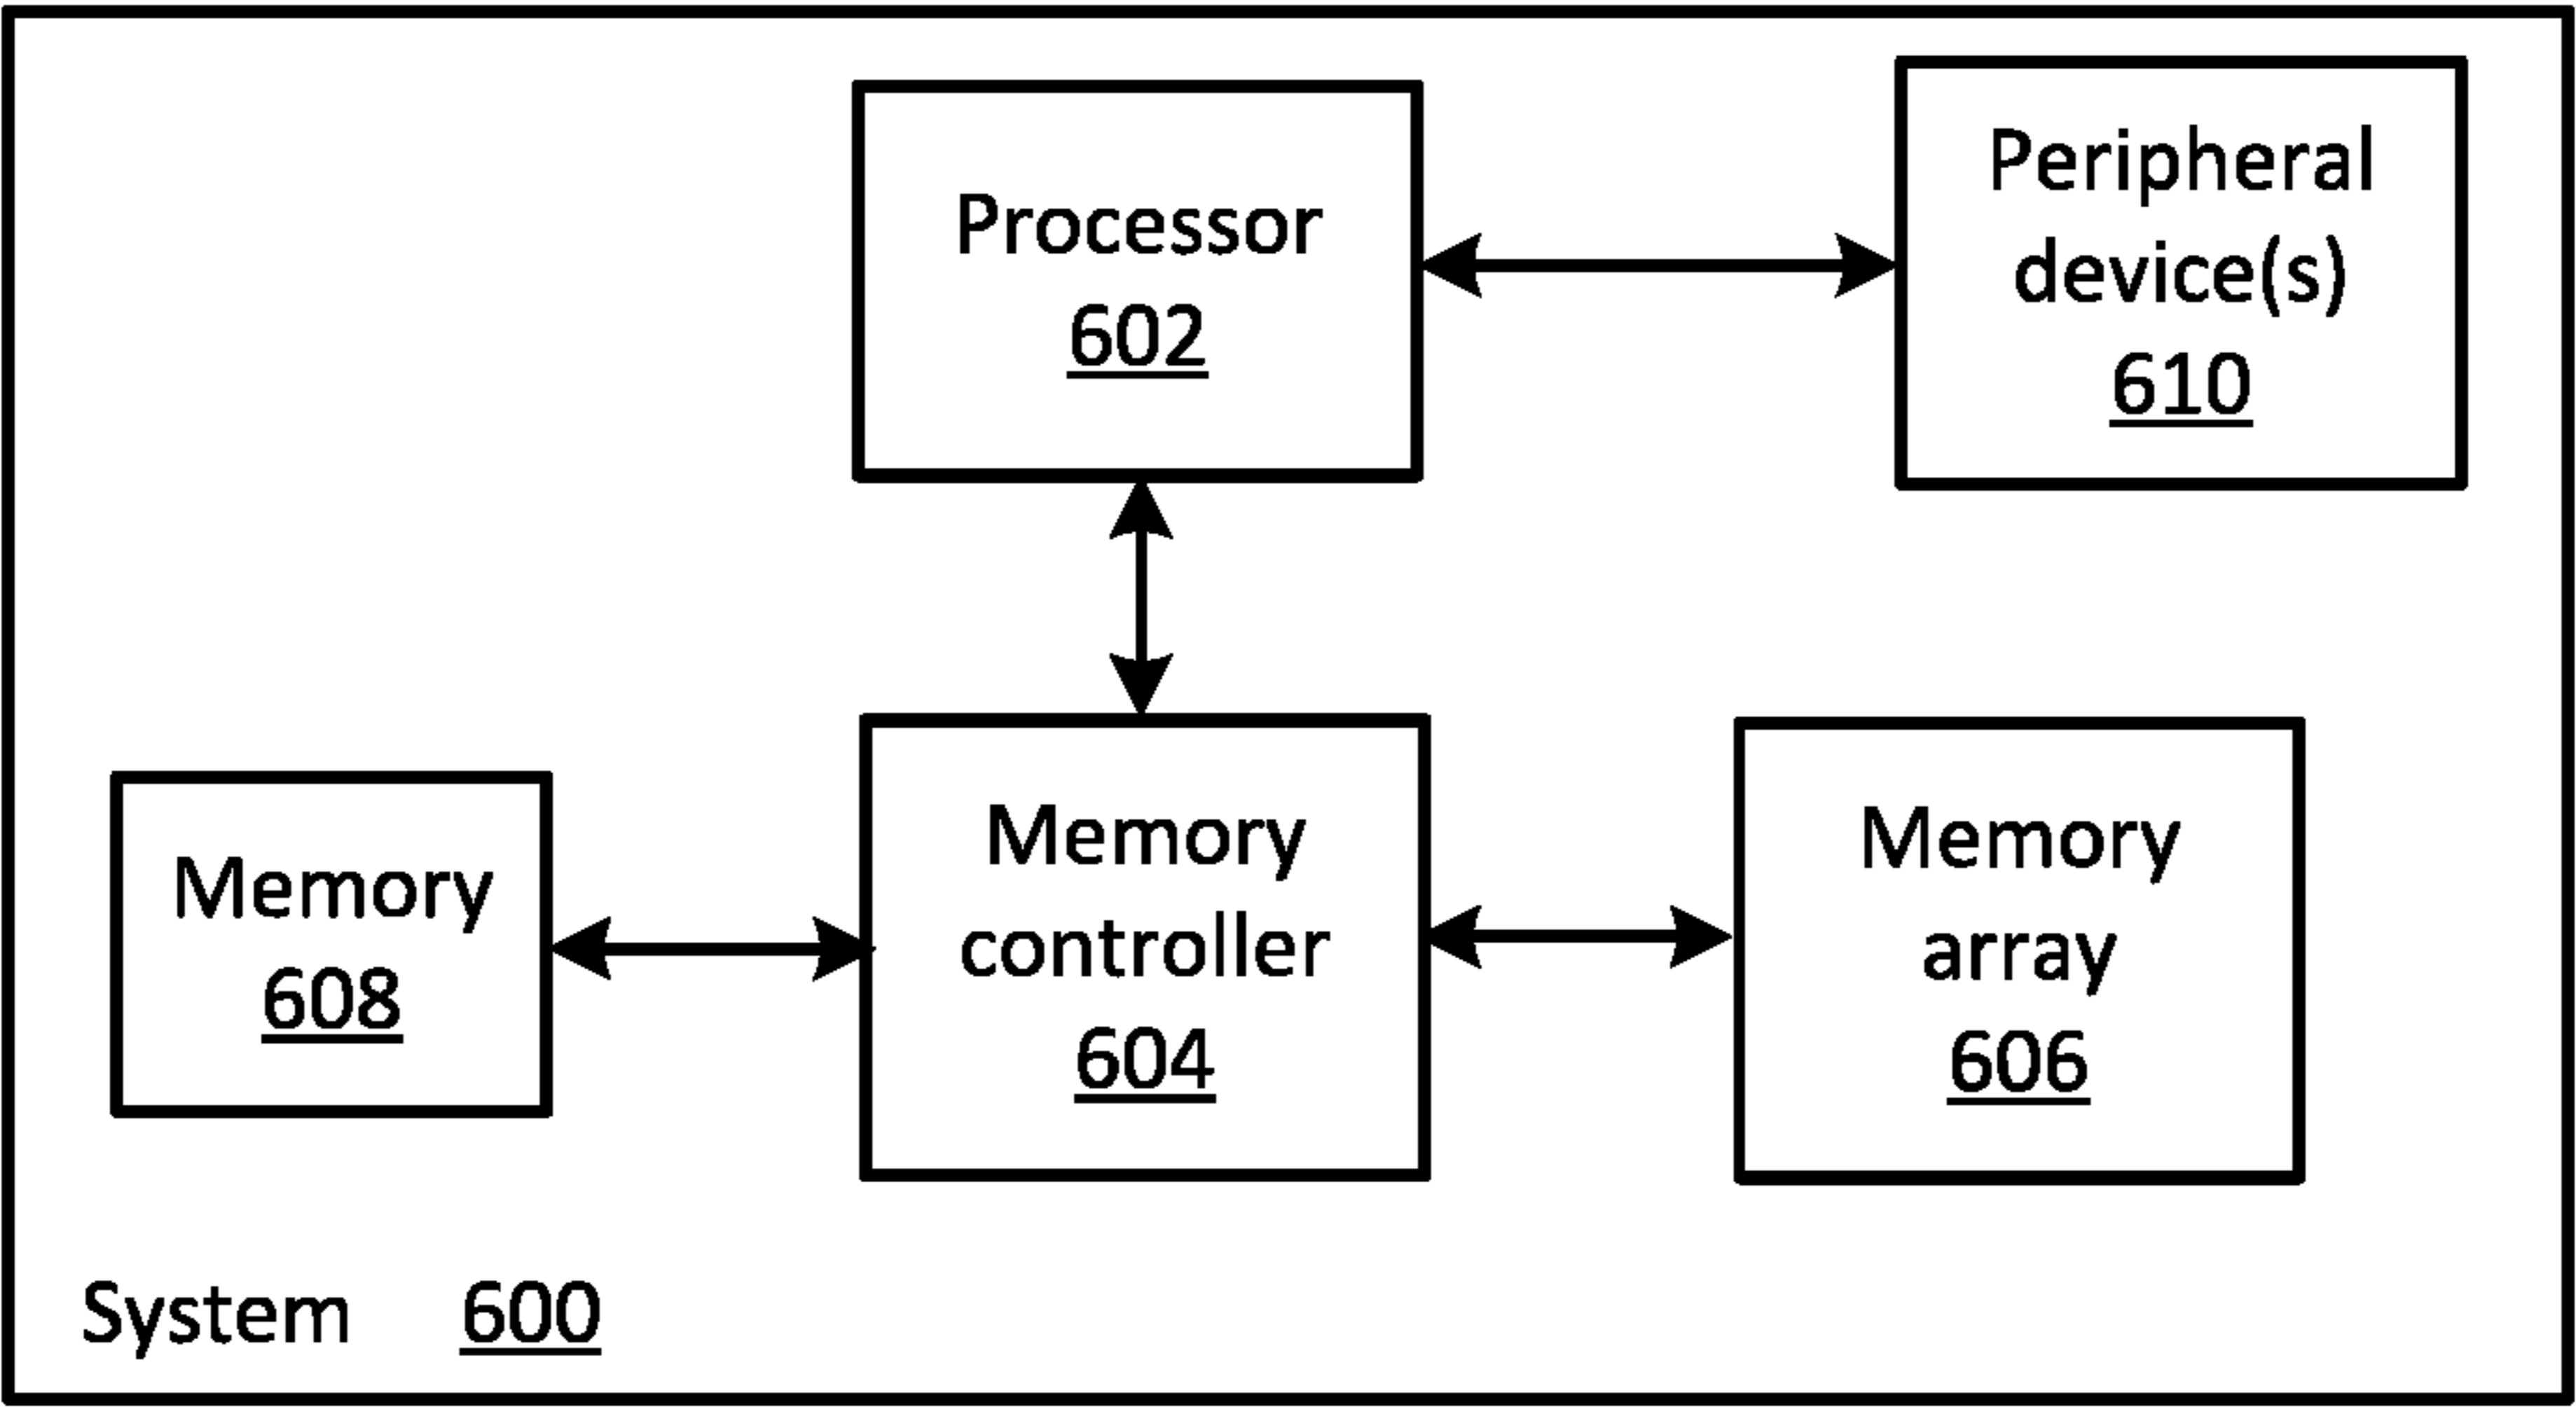 Processor
602
Peripheral
device(s)
610
Memory
608
Memory
controller
604
Memory
array
606
System 600